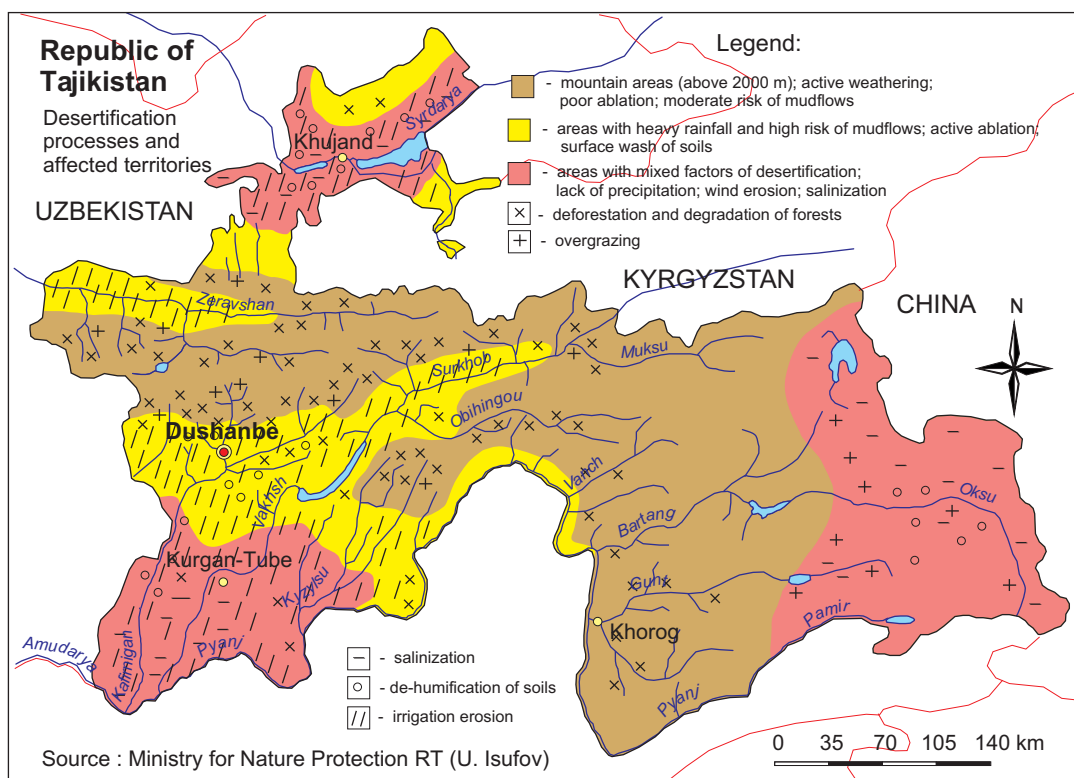 Republic of
Tajikistan
Desertification
processes and
affected territories
Legend:
- mountain areas (above 2000 m); active weathering;
poor ablation; moderate risk of mudflows
- areas with heavy rainfall and high risk of mudflows; active ablation;
surface wash of soils
- areas with mixed factors of desertification;
lack of precipitation; wind erosion; salinization
- deforestation and degradation of forests
- overgrazing
Syrdarya
Khujand
UZBEKISTAN
KYRGYZSTAN
CHINA
N
Zeravshan
Surkhob
Muksu
Obihingou
Dushanbe
Vakhsh
Vantch
Bartang
Oksu
Kurgan-Tube
Kyzylsu
Gunt
Khorog
Pamir
Amudarya
Kafirnigan
Pyanj
Pyanj
- salinization
- de-humification of soils
- irrigation erosion
Source : Ministry for Nature Protection RT (U. Isufov)
0 35 70 105 140 km